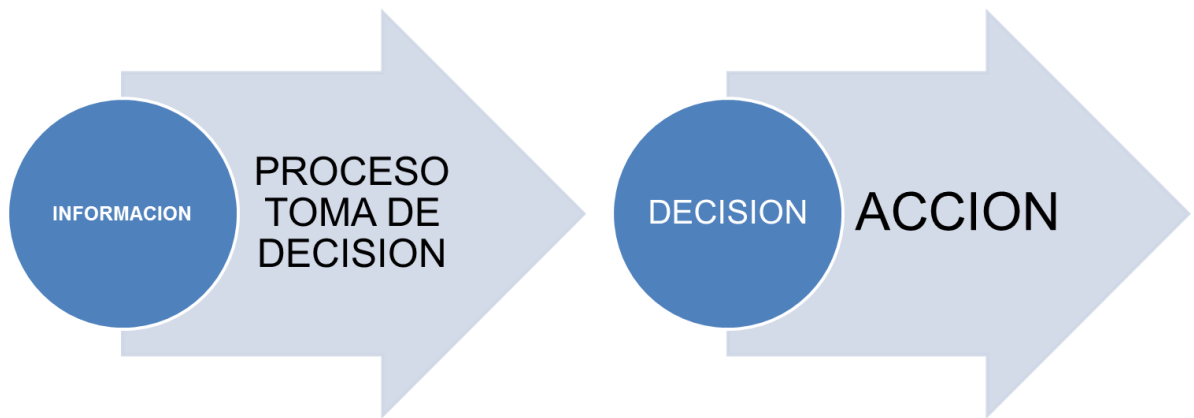 INFORMACION
PROCESO
TOMA DE
DECISION
DECISION
ACCION